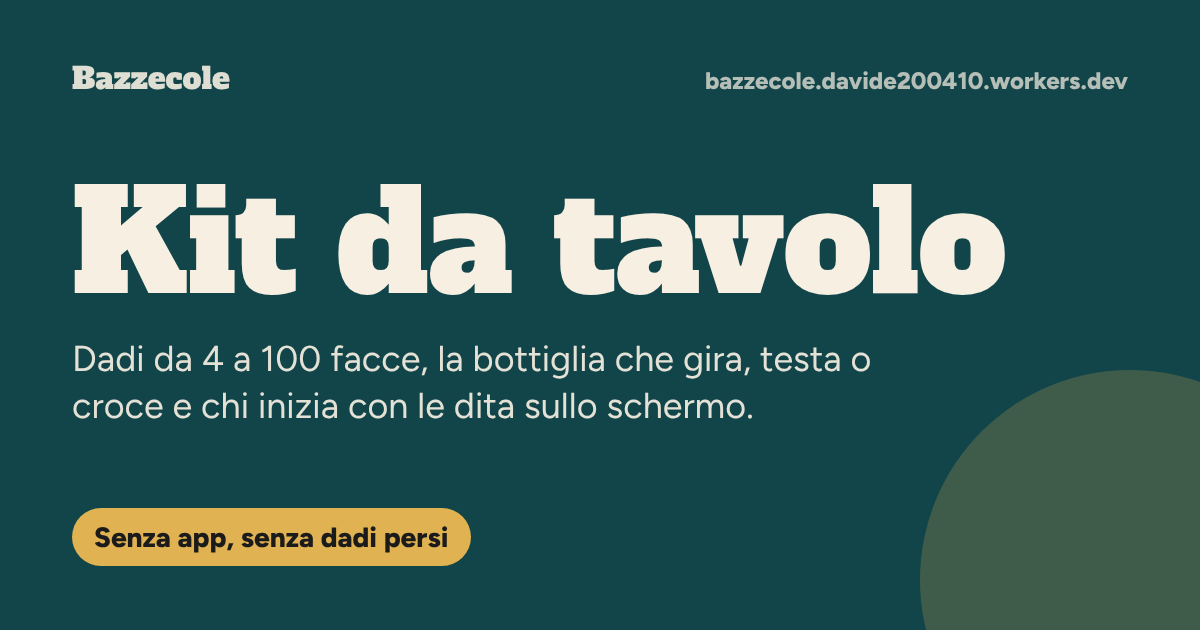 Bazzecole
bazzecole.davide200410.workers.dev
Kit da tavolo
Dadi da 4 a 100 facce, la bottiglia che gira, testa o
croce e chi inizia con le dita sullo schermo.
Senza app, senza dadi persi